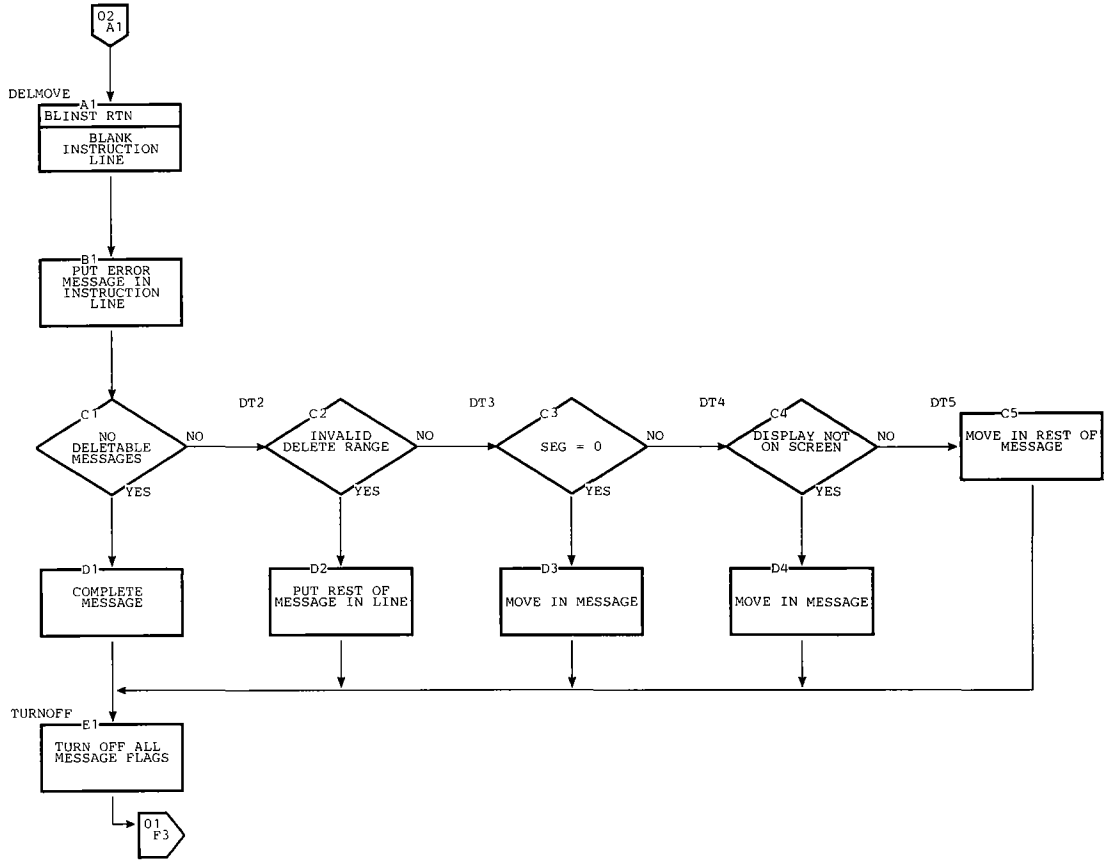 02
A1
DELMOVE
A1
BLINST RTN
BLANK
INSTRUCTION
LINE
B1
PUT ERROR
MESSAGE IN
INSTRUCTION
LINE
C1
NO
DELETABLE
MESSAGES
NO
YES
DT2
C2
INVALID
DELETE RANGE
NO
YES
DT3
C3
SEG = 0
NO
YES
DT4
C4
DISPLAY NOT
ON SCREEN
NO
YES
DT5
C5
MOVE IN REST OF
MESSAGE
D1
COMPLETE
MESSAGE
D2
PUT REST OF
MESSAGE IN LINE
D3
MOVE IN MESSAGE
D4
MOVE IN MESSAGE
TURNOFF
E1
TURN OFF ALL
MESSAGE FLAGS
01
F3